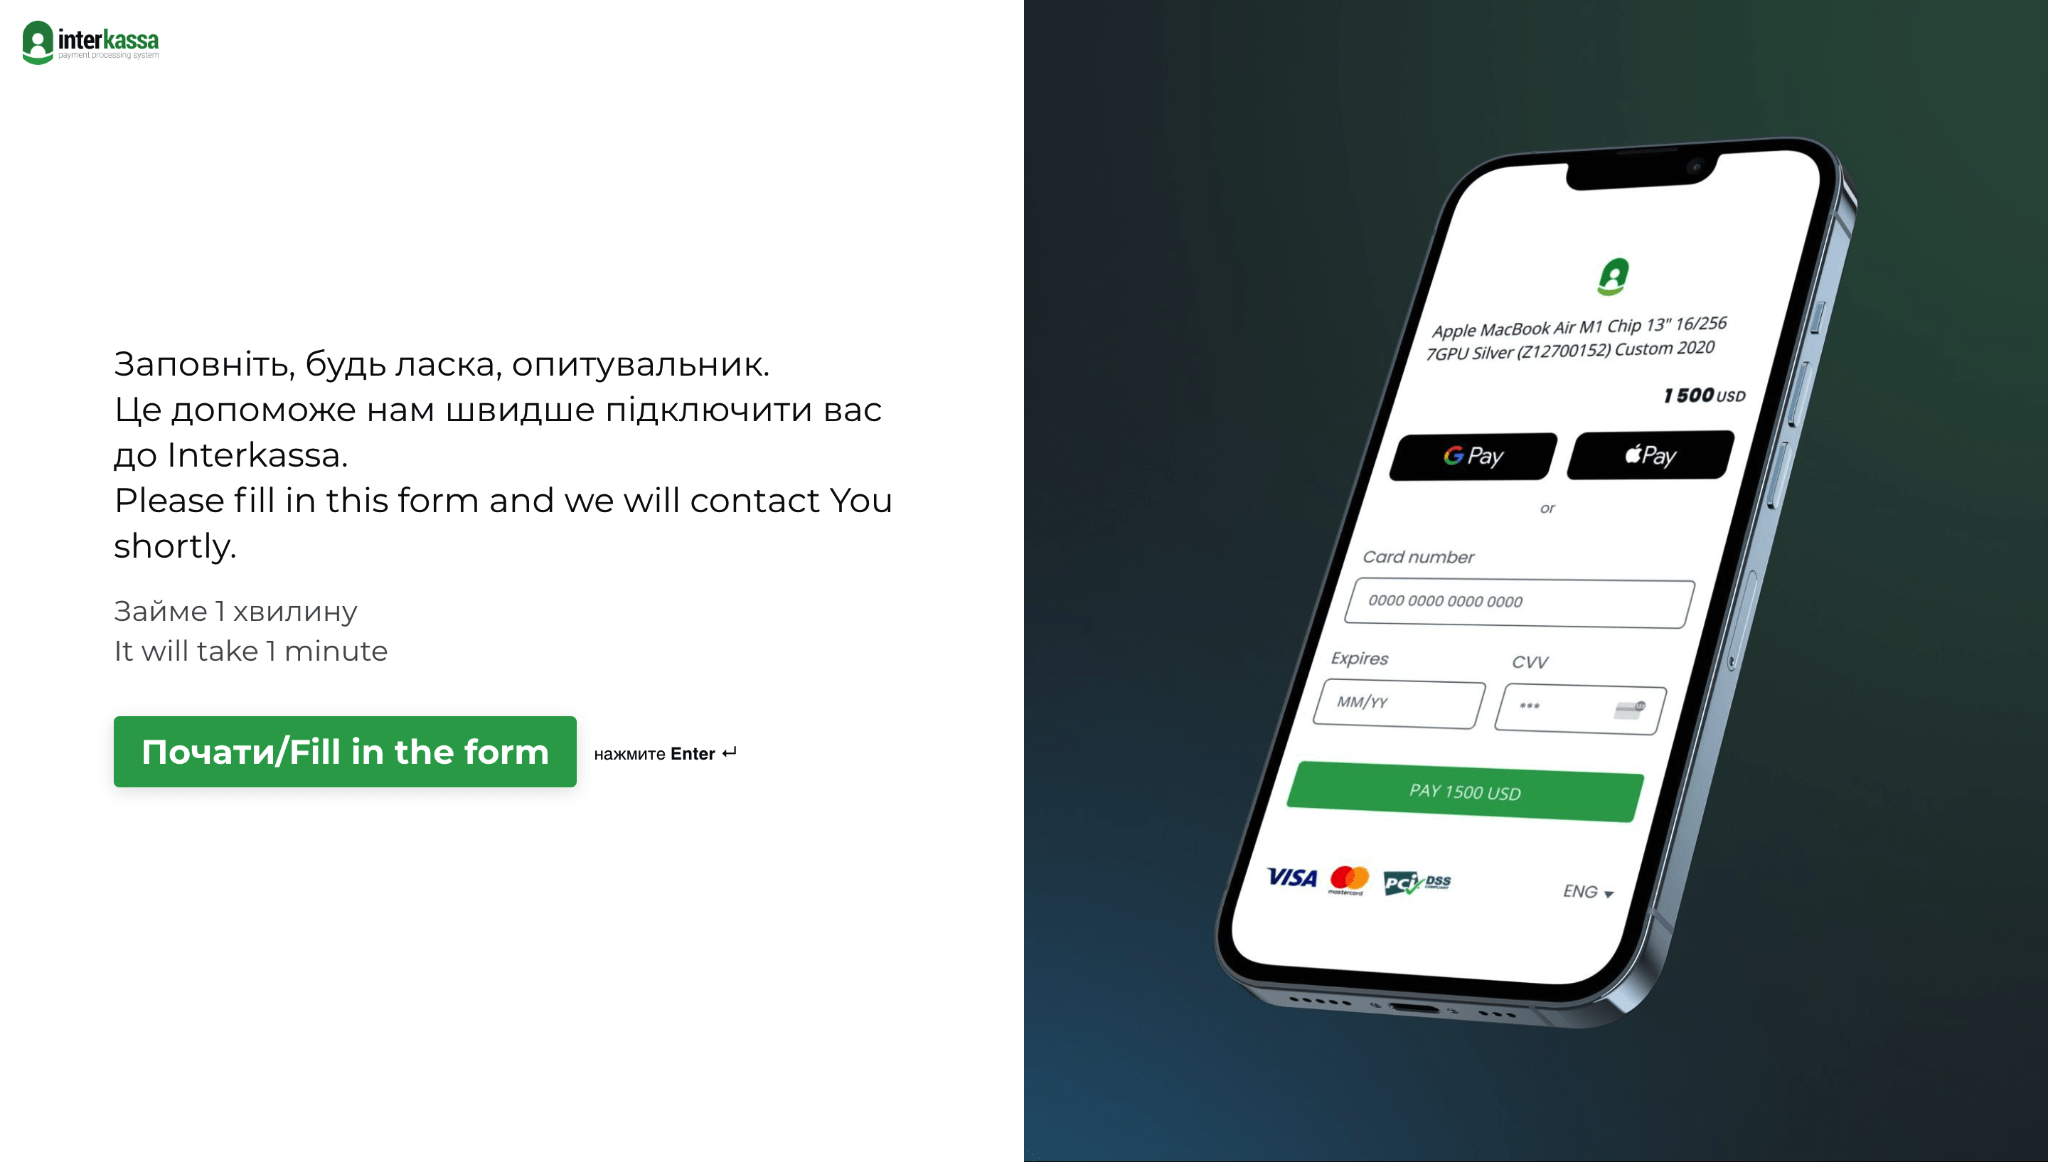 interkassa
payment processing system
Заповніть, будь ласка, опитувальник.
Це допоможе нам швидше підключити вас
до Interkassa.
Please fill in this form and we will contact You
shortly.
Займе 1 хвилину
It will take 1 minute
Почати/Fill in the form
нажмите Enter ↵
Apple MacBook Air M1 Chip 13" 16/256
7GPU Silver (Z12700152) Custom 2020
1 500 USD
G Pay
Pay
or
Card number
0000 0000 0000 0000
Expires
CVV
MM/YY
***
PAY 1500 USD
VISA
mastercard
PCI DSS
COMPLIANT
ENG